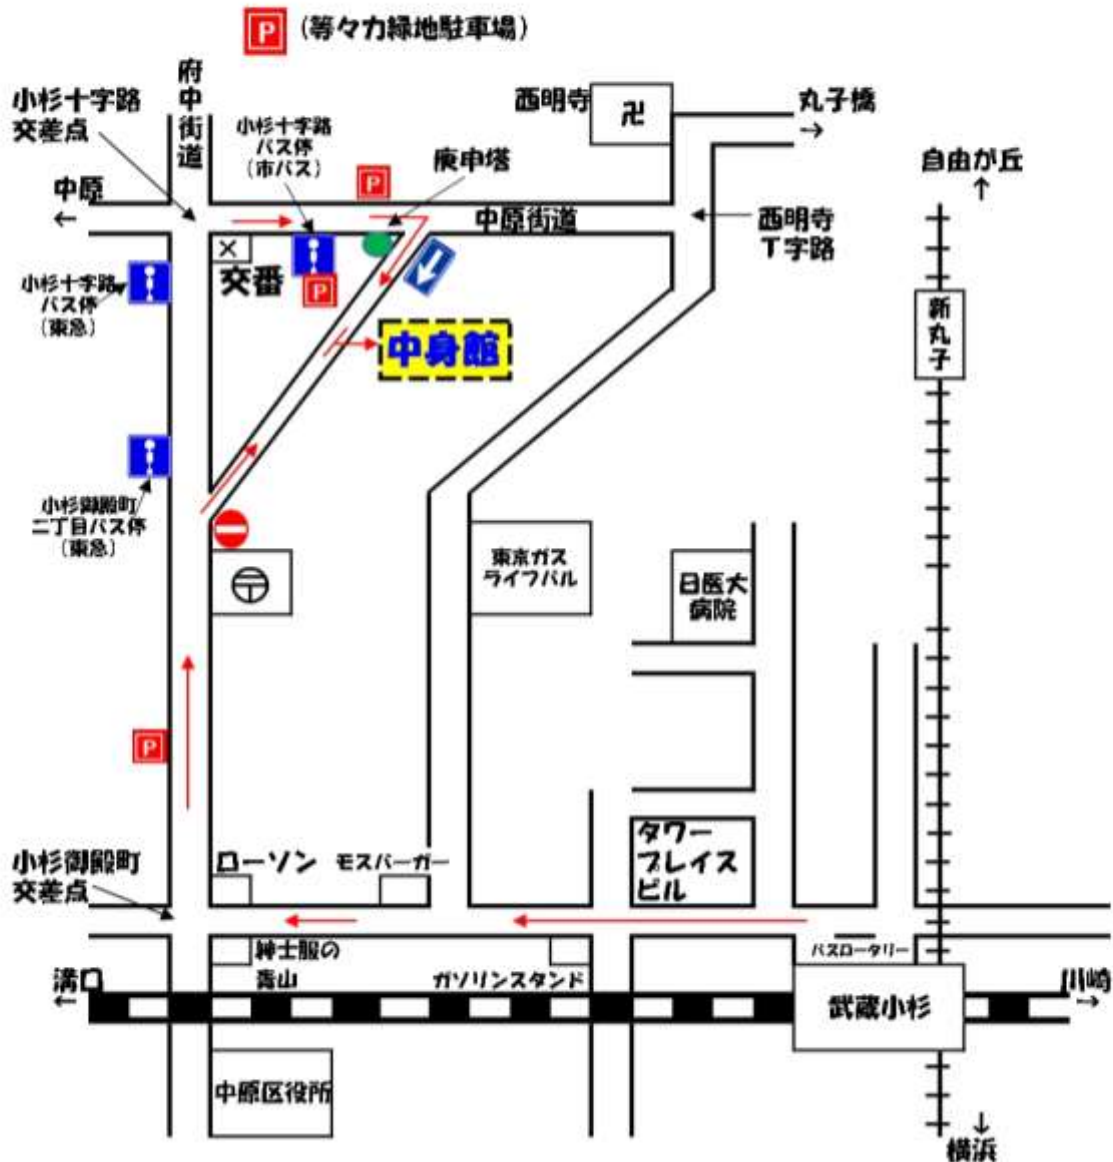 P (等々力緑地駐車場)
府中街道
小杉十字路
交差点
小杉十字路
バス停
(市バス)
西明寺
卍
丸子橋
→
P
庚申塔
自由が丘
↑
中原
←
中原街道
西明寺
T字路
交番
P
小杉十字路
バス停
(東急)
新丸子
中身館
小杉御殿町
二丁目バス停
(東急)
東京ガス
ライフバル
日医大
病院
〒
P
小杉御殿町
交差点
ローソン
モスバーガー
タワー
プレイス
ビル
紳士服の
青山
ガソリンスタンド
バスロータリー
溝口
←
武蔵小杉
川崎
→
中原区役所
↓
横浜